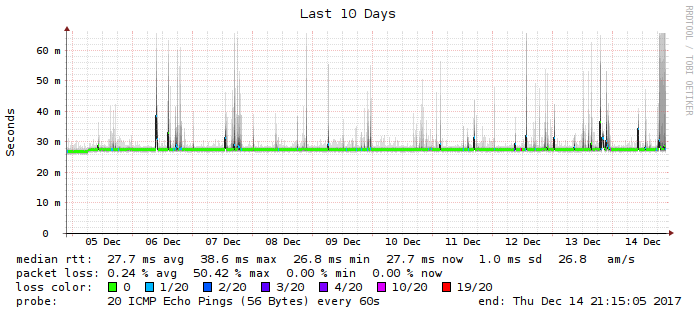 Last 10 Days
RRDTOOL / TOBI OETIKER
Seconds
60 m
50 m
40 m
30 m
20 m
10 m
0
05 Dec 06 Dec 07 Dec 08 Dec 09 Dec 10 Dec 11 Dec 12 Dec 13 Dec 14 Dec
median rtt: 27.7 ms avg 38.6 ms max 26.8 ms min 27.7 ms now 1.0 ms sd 26.8 am/s
packet loss: 0.24 % avg 50.42 % max 0.00 % min 0.00 % now
loss color: 0 1/20 2/20 3/20 4/20 10/20 19/20
probe: 20 ICMP Echo Pings (56 Bytes) every 60s end: Thu Dec 14 21:15:05 2017